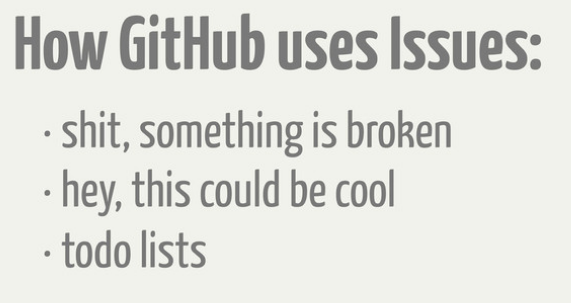 How GitHub uses Issues:
· shit, something is broken
· hey, this could be cool
· todo lists